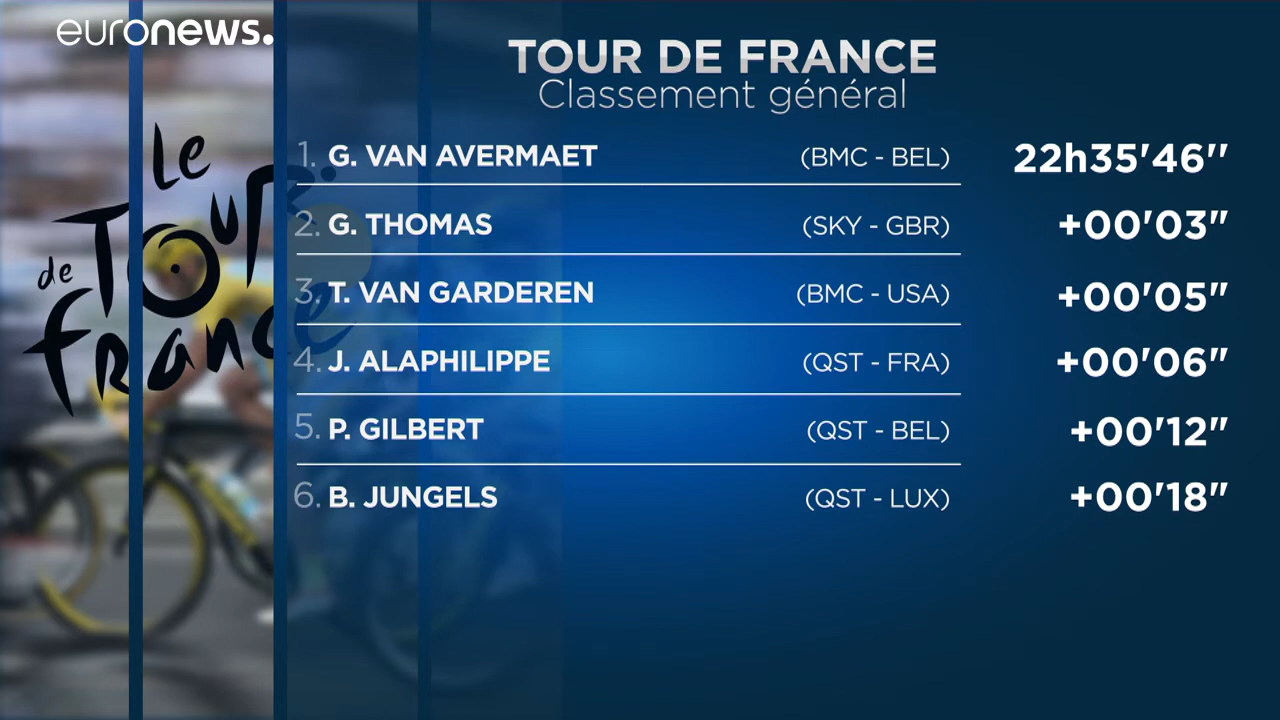 euronews.
TOUR DE FRANCE
Classement général
Le
TOUR
de
france
1. G. VAN AVERMAET (BMC - BEL) 22h35'46''
2. G. THOMAS (SKY - GBR) +00'03"
3. T. VAN GARDEREN (BMC - USA) +00'05"
4. J. ALAPHILIPPE (QST - FRA) +00'06"
5. P. GILBERT (QST - BEL) +00'12"
6. B. JUNGELS (QST - LUX) +00'18"